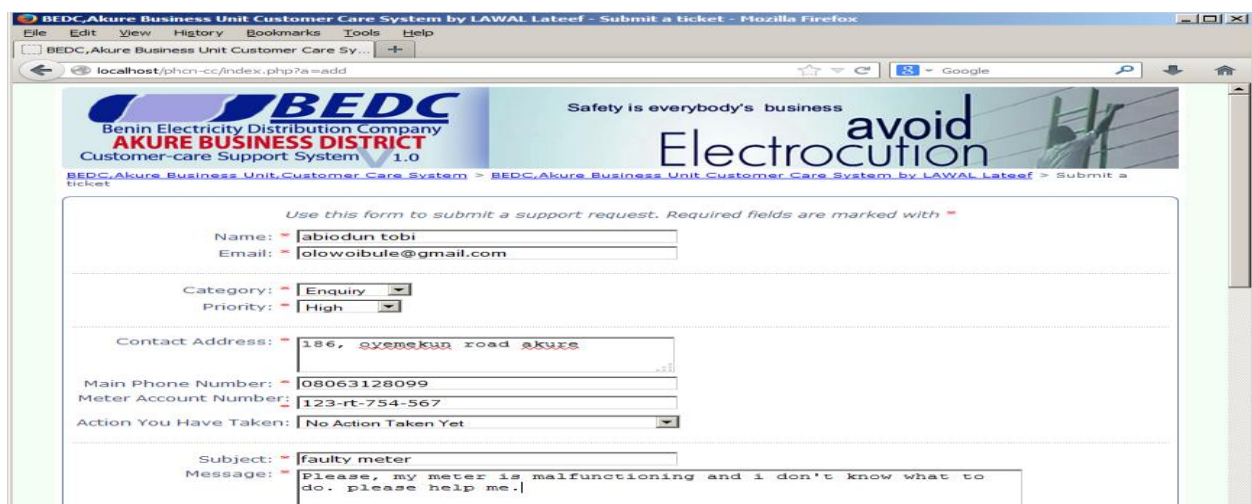 BEDC,Akure Business Unit Customer Care System by LAWAL Lateef - Submit a ticket - Mozilla Firefox
File Edit View History Bookmarks Tools Help
BEDC,Akure Business Unit Customer Care Sy... +
localhost/phcn-cc/index.php?a=add Google
BEDC
Benin Electricity Distribution Company
AKURE BUSINESS DISTRICT
Customer-care Support System V 1.0
Safety is everybody's business
avoid
Electrocution
BEDC,Akure Business Unit,Customer Care System > BEDC,Akure Business Unit Customer Care System by LAWAL Lateef > Submit a
ticket
Use this form to submit a support request. Required fields are marked with *
Name: * abiodun tobi
Email: * olowoibule@gmail.com
Category: * Enquiry
Priority: * High
Contact Address: * 186, oyemekun road akure
Main Phone Number: * 08063128099
Meter Account Number: * 123-rt-754-567
Action You Have Taken: No Action Taken Yet
Subject: * faulty meter
Message: * Please, my meter is malfunctioning and i don't know what to
do. please help me.